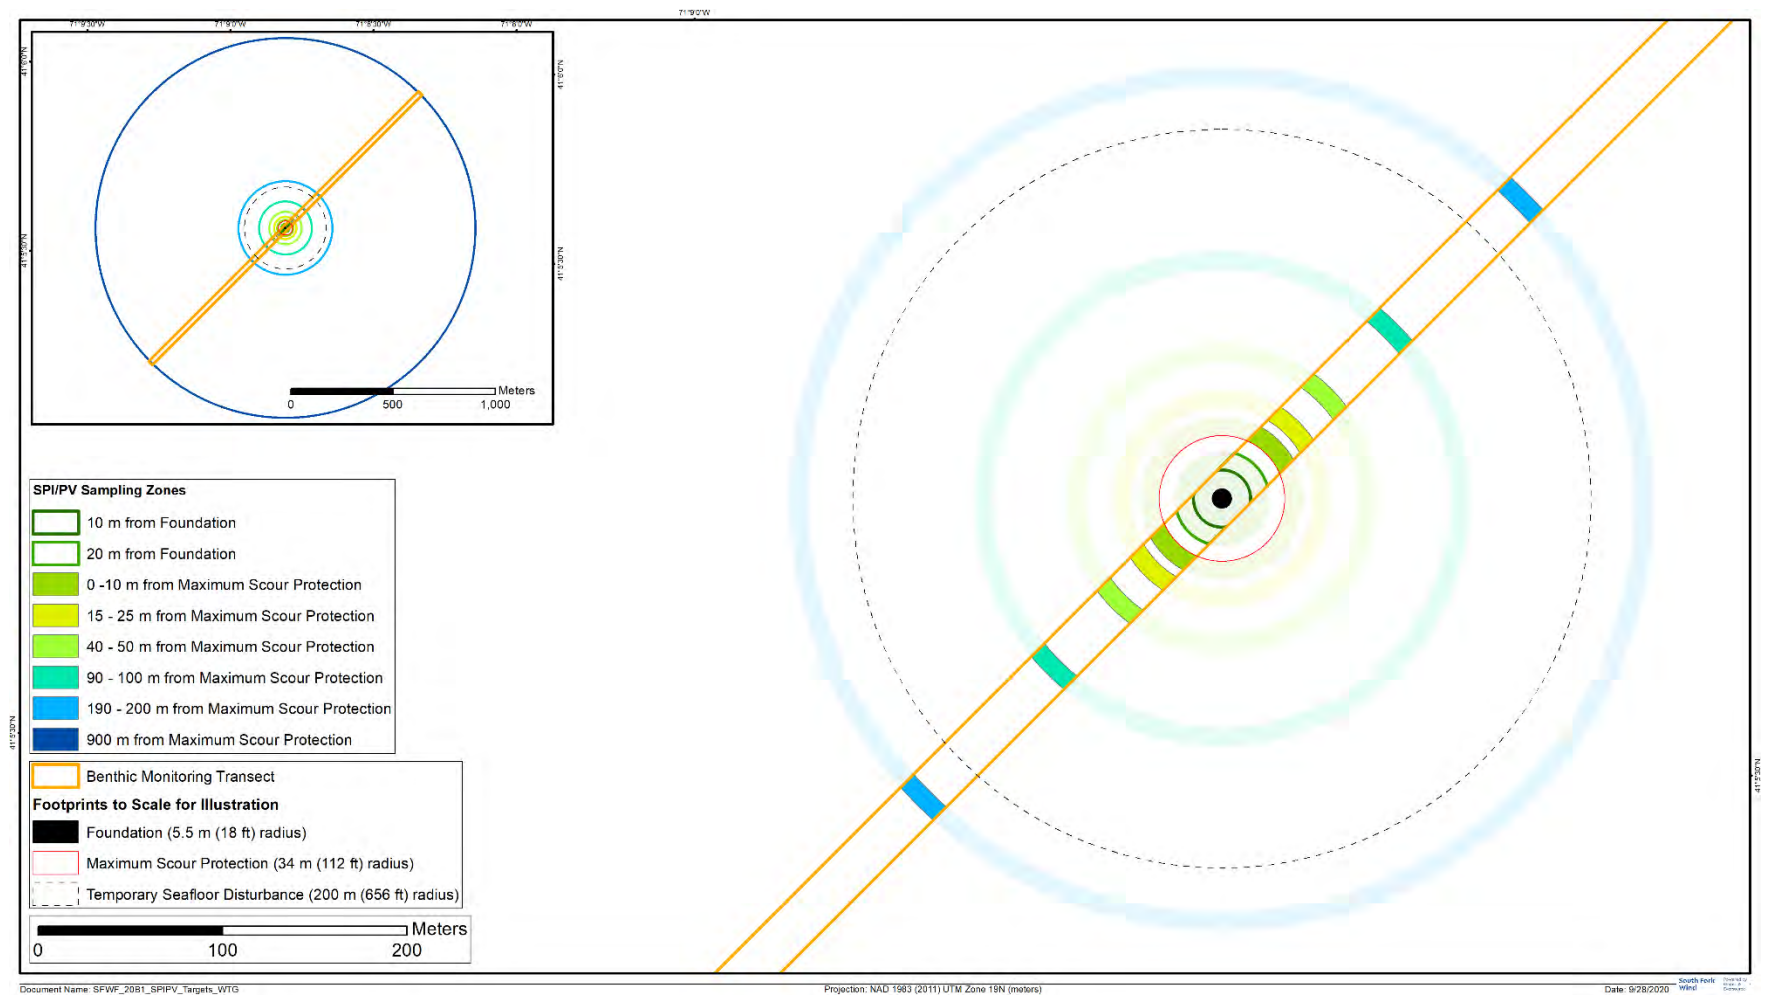 71°9'0"W
71°9'30"W
71°9'0"W
71°8'30"W
71°8'0"W
41°6'0"N
41°6'0"N
41°5'30"N
41°5'30"N
Meters
0 500 1,000
SPI/PV Sampling Zones
10 m from Foundation
20 m from Foundation
0 -10 m from Maximum Scour Protection
15 - 25 m from Maximum Scour Protection
40 - 50 m from Maximum Scour Protection
90 - 100 m from Maximum Scour Protection
190 - 200 m from Maximum Scour Protection
900 m from Maximum Scour Protection
41°5'30"N
41°5'30"N
Benthic Monitoring Transect
Footprints to Scale for Illustration
Foundation (5.5 m (18 ft) radius)
Maximum Scour Protection (34 m (112 ft) radius)
Temporary Seafloor Disturbance (200 m (656 ft) radius)
Meters
0 100 200
Document Name: SFWF_20B1_SPIPV_Targets_WTG
Projection: NAD 1983 (2011) UTM Zone 19N (meters)
Date: 9/28/2020
South Fork
Wind
Powered by